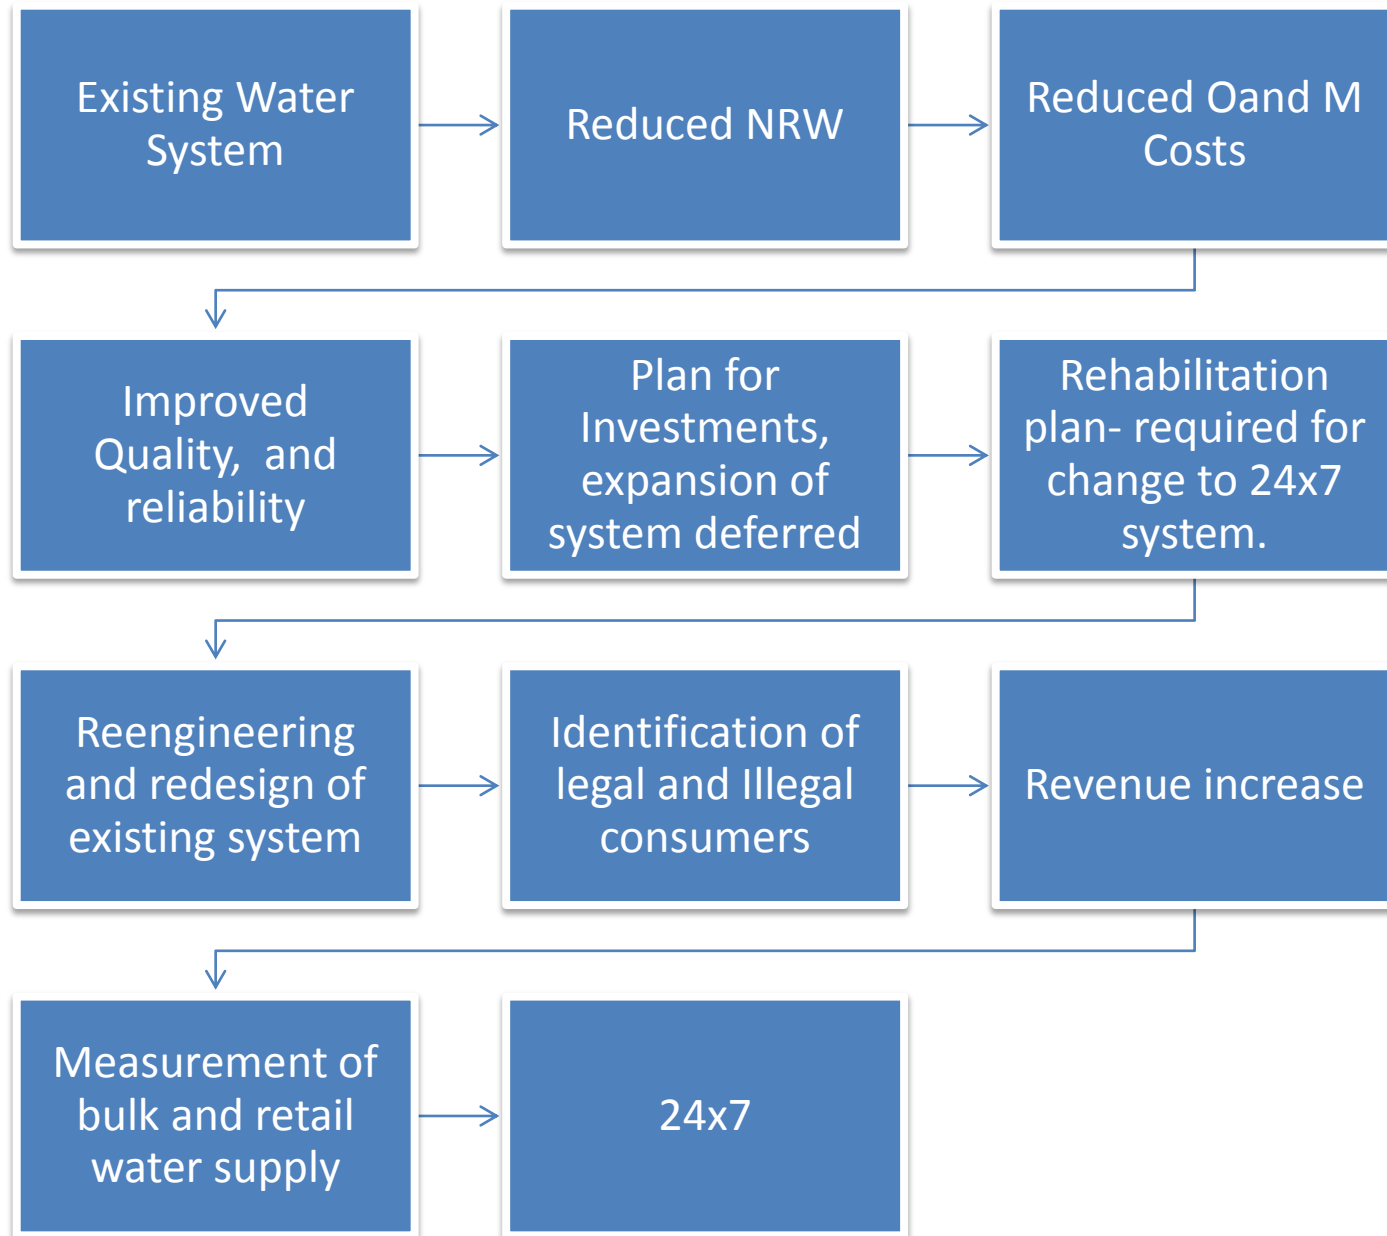 Existing Water
System
Reduced NRW
Reduced Oand M
Costs
Improved
Quality,  and
reliability
Plan for
Investments,
expansion of
system deferred
Rehabilitation
plan- required for
change to 24x7
system.
Reengineering
and redesign of
existing system
Identification of
legal and Illegal
consumers
Revenue increase
Measurement of
bulk and retail
water supply
24x7